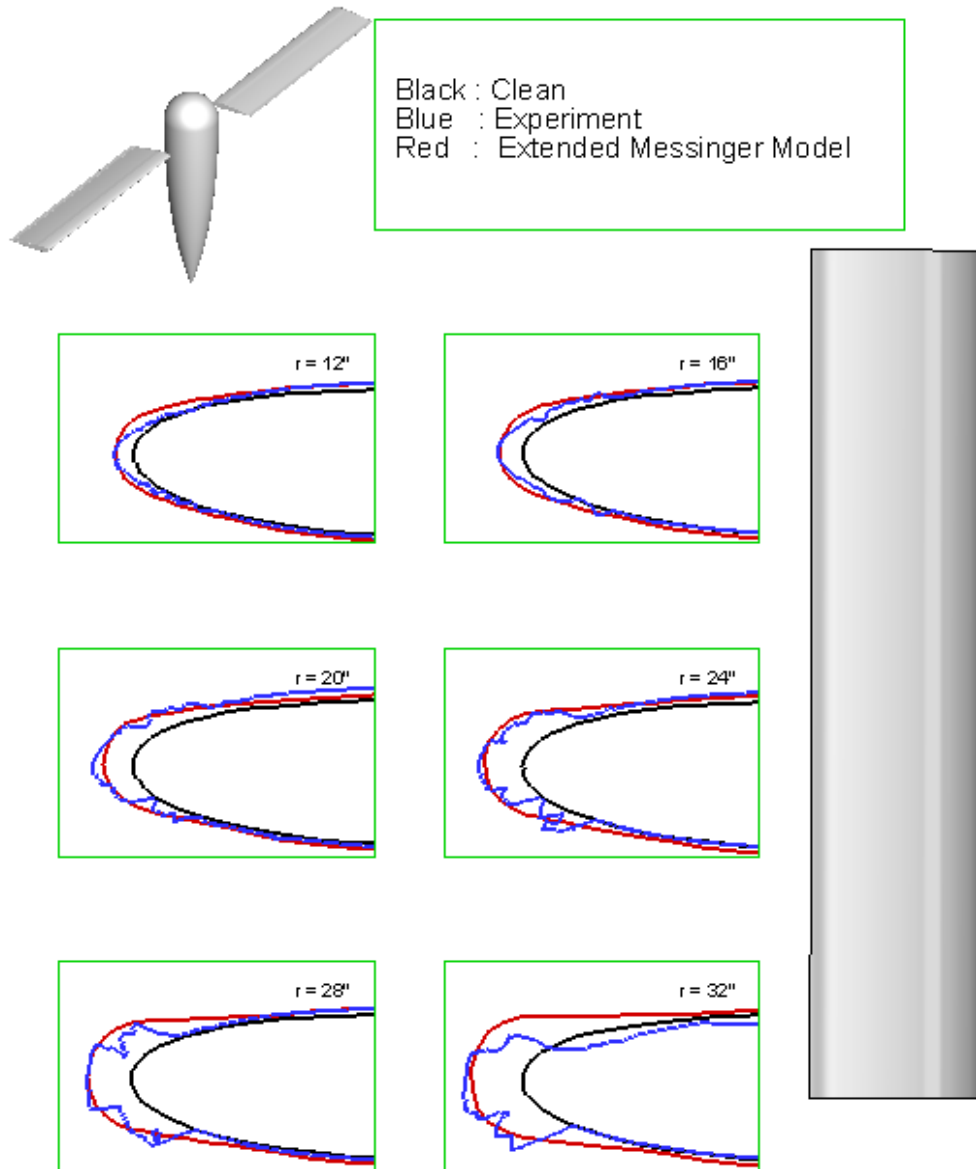 Black : Clean
Blue : Experiment
Red : Extended Messinger Model
r = 12"
r = 16"
r = 20"
r = 24"
r = 28"
r = 32"